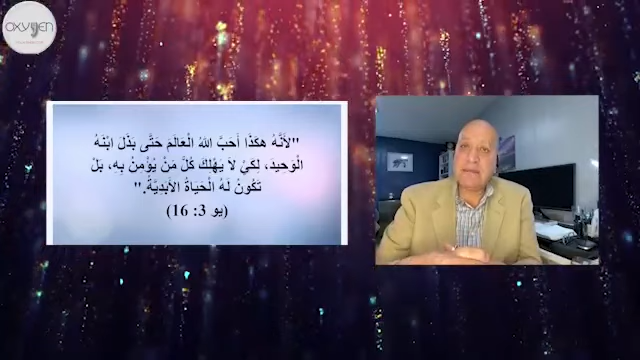 OXYGEN
"لأَنَّهُ هكَذَا أَحَبَّ اللهُ الْعَالَمَ حَتَّى بَذَلَ ابْنَهُ
الْوَحِيدَ، لِكَيْ لاَ يَهْلِكَ كُلُّ مَنْ يُؤْمِنُ بِهِ، بَلْ
تَكُونُ لَهُ الْحَيَاةُ الأَبَدِيَّةُ."
(يو 3: 16)